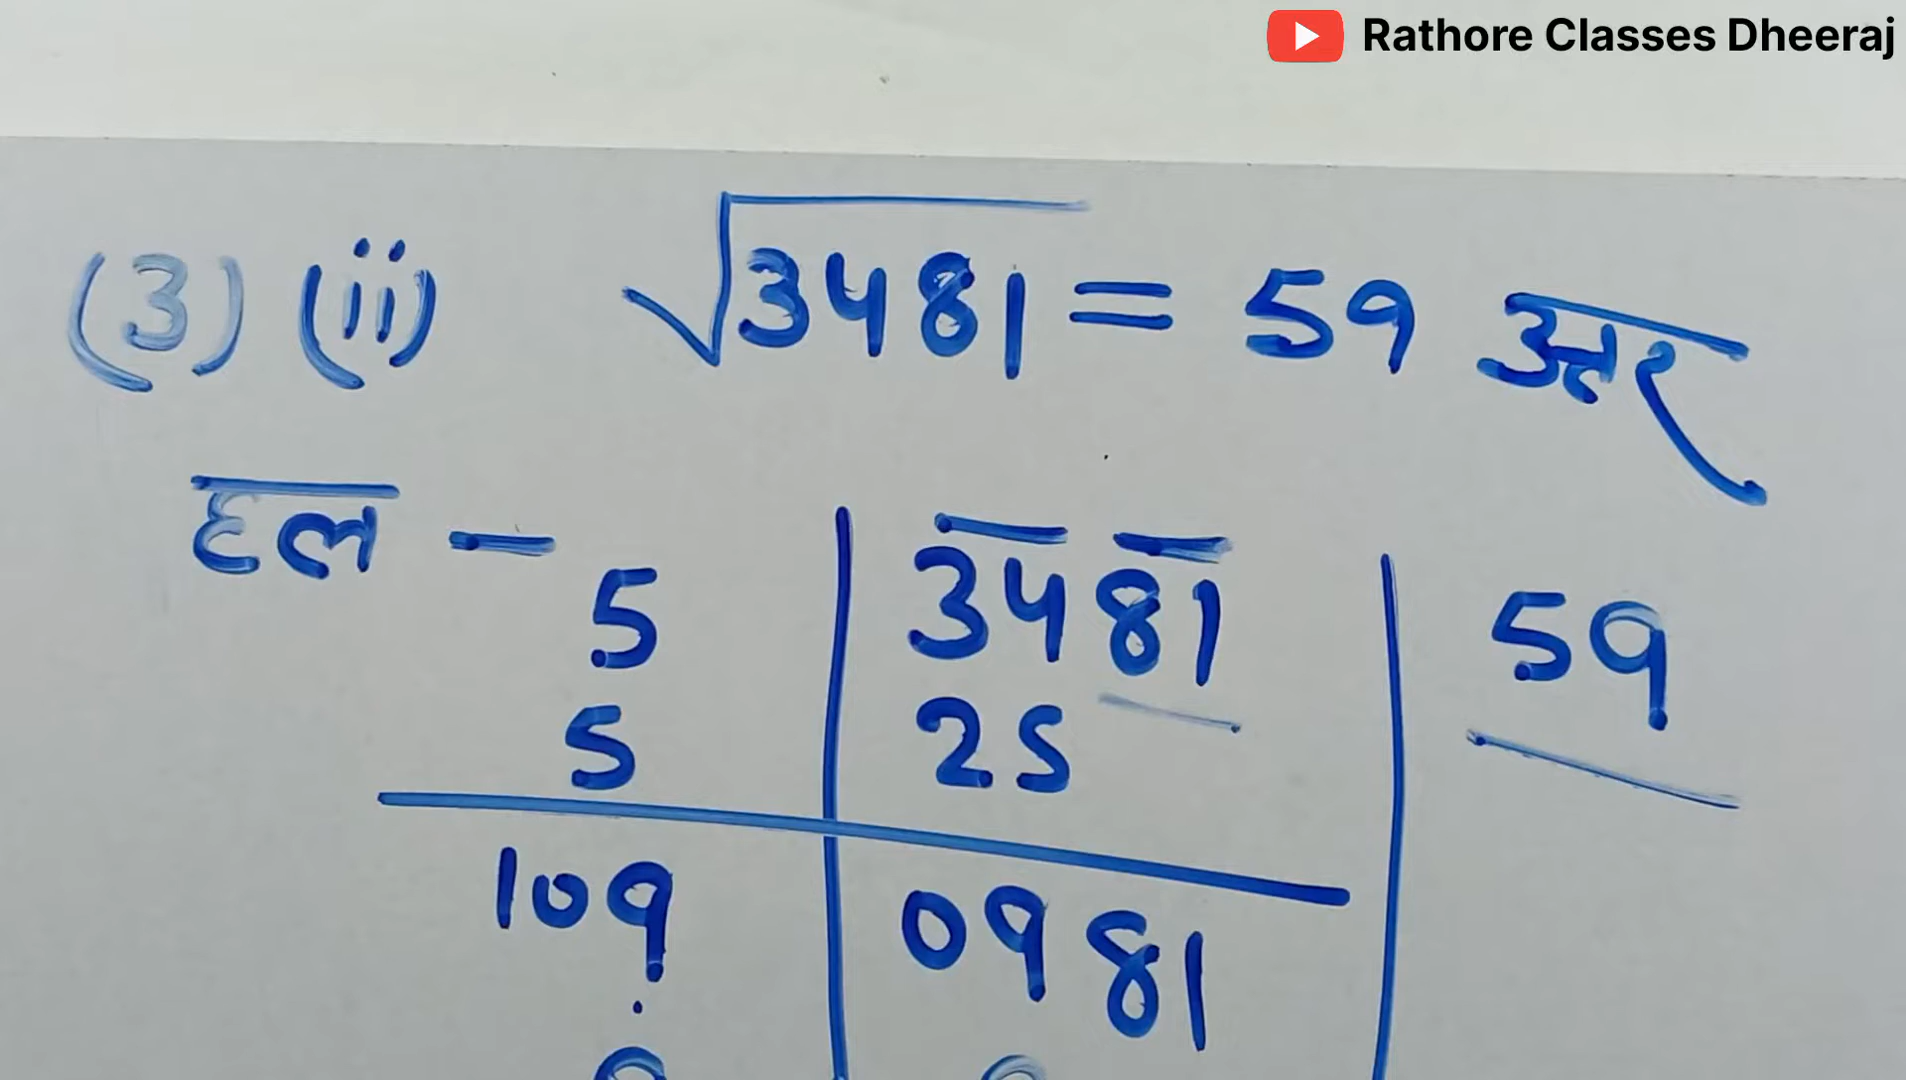 Rathore Classes Dheeraj
(3) (ii) √3481 = 59 उत्तर
हल -
5 3481 59
5 25
109 0981